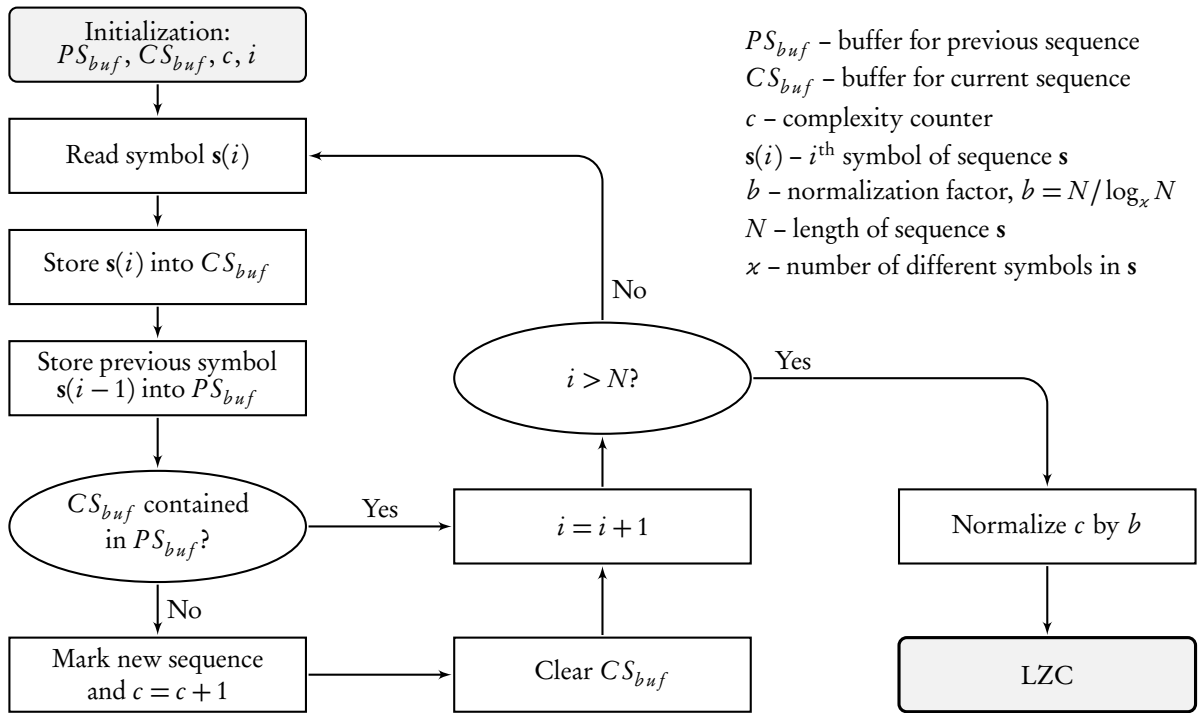 Initialization:
PS_buf, CS_buf, c, i
Read symbol s(i)
Store s(i) into CS_buf
Store previous symbol
s(i − 1) into PS_buf
CS_buf contained
in PS_buf?
Yes
No
Mark new sequence
and c = c + 1
Clear CS_buf
i = i + 1
i > N?
No
Yes
Normalize c by b
LZC
PS_buf – buffer for previous sequence
CS_buf – buffer for current sequence
c – complexity counter
s(i) – i^th symbol of sequence s
b – normalization factor, b = N/log_ϰ N
N – length of sequence s
ϰ – number of different symbols in s